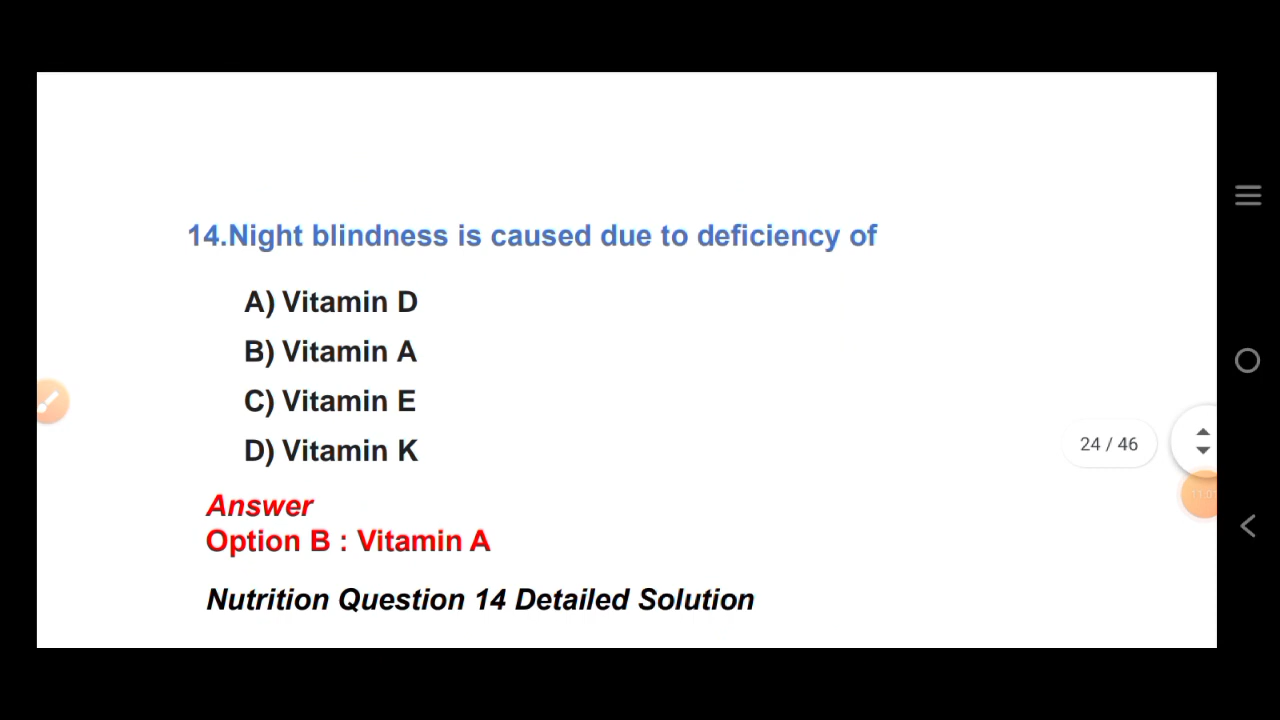 14.Night blindness is caused due to deficiency of
A) Vitamin D
B) Vitamin A
C) Vitamin E
D) Vitamin K
24 / 46
Answer
Option B : Vitamin A
Nutrition Question 14 Detailed Solution